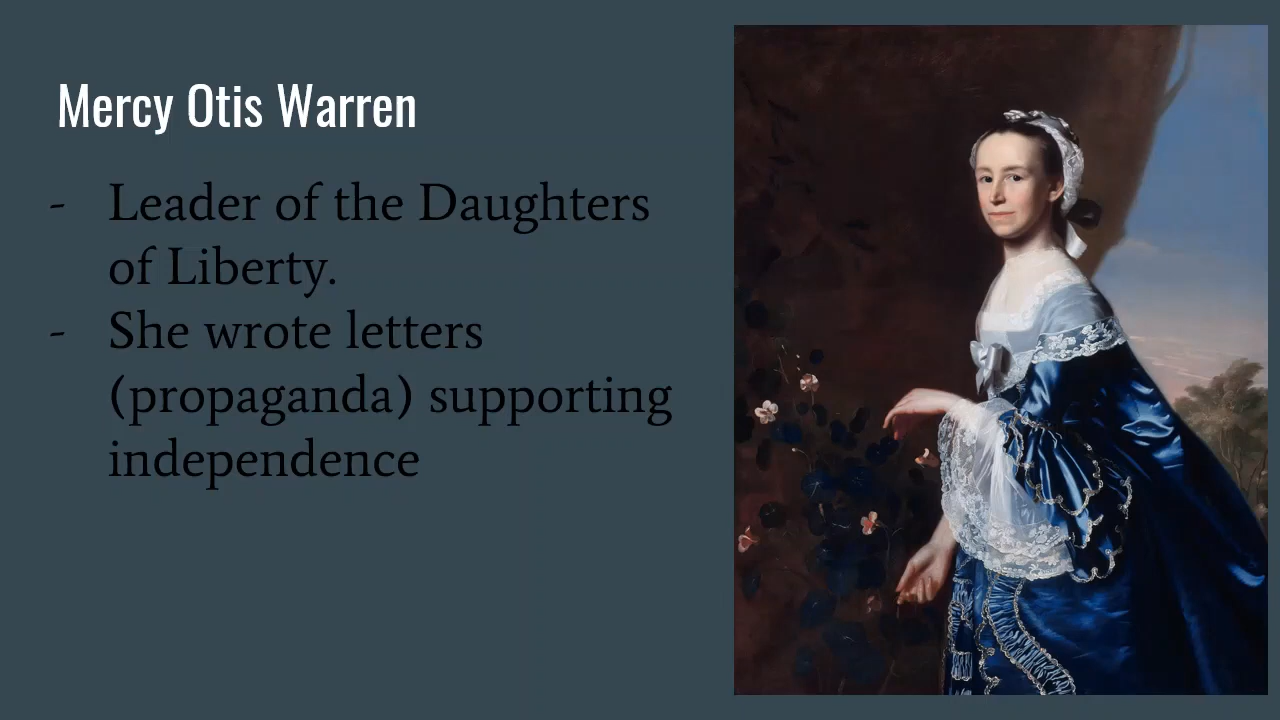 Mercy Otis Warren
- Leader of the Daughters
of Liberty.
- She wrote letters
(propaganda) supporting
independence